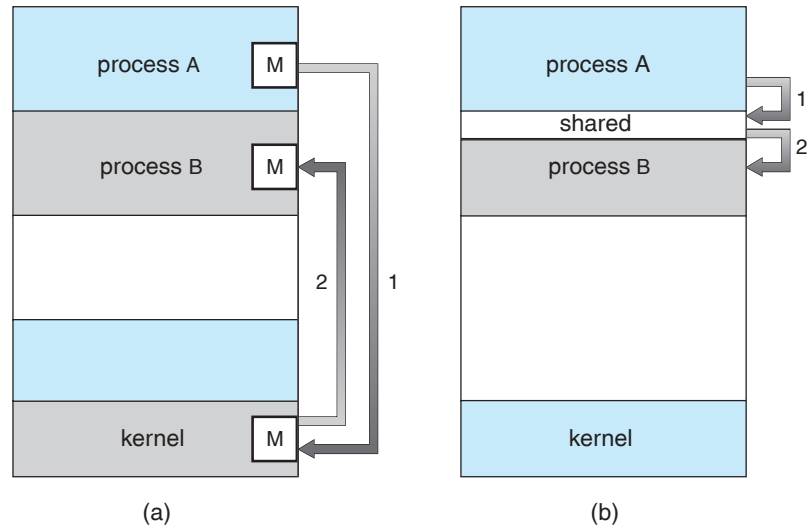 process A
M
process B
M
2
1
kernel
M
(a)
process A
1
shared
2
process B
kernel
(b)